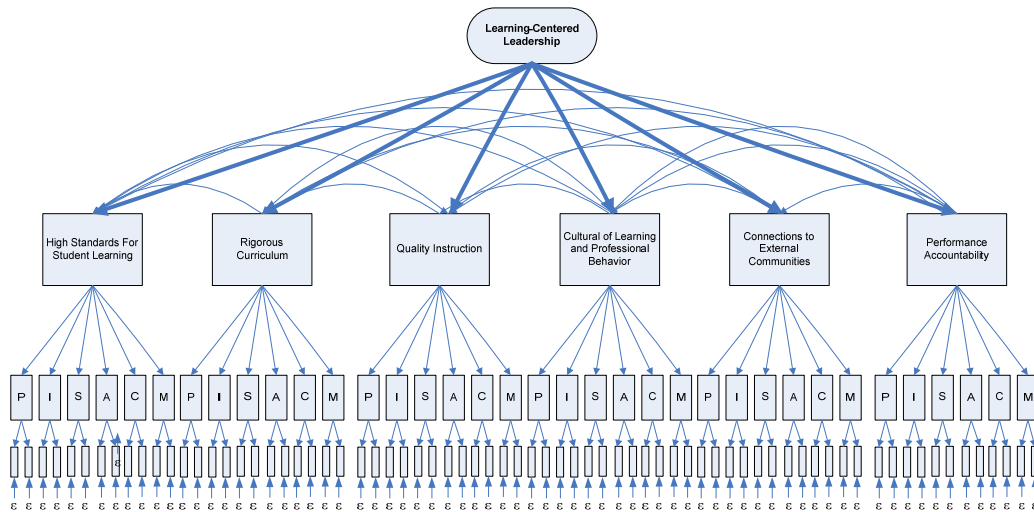 Learning-Centered
Leadership
High Standards For
Student Learning
Rigorous
Curriculum
Quality Instruction
Cultural of Learning
and Professional
Behavior
Connections to
External
Communities
Performance
Accountability
P I S A C M P I S A C M P I S A C M P I S A C M P I S A C M P I S A C M
ε
ε ε ε ε ε ε ε ε ε ε ε ε ε ε ε ε ε ε ε ε ε ε ε ε ε ε ε ε ε ε ε ε ε ε ε ε ε ε ε ε ε ε ε ε ε ε ε ε ε ε ε ε ε ε ε ε ε ε ε ε ε ε ε ε ε ε ε ε ε ε ε ε